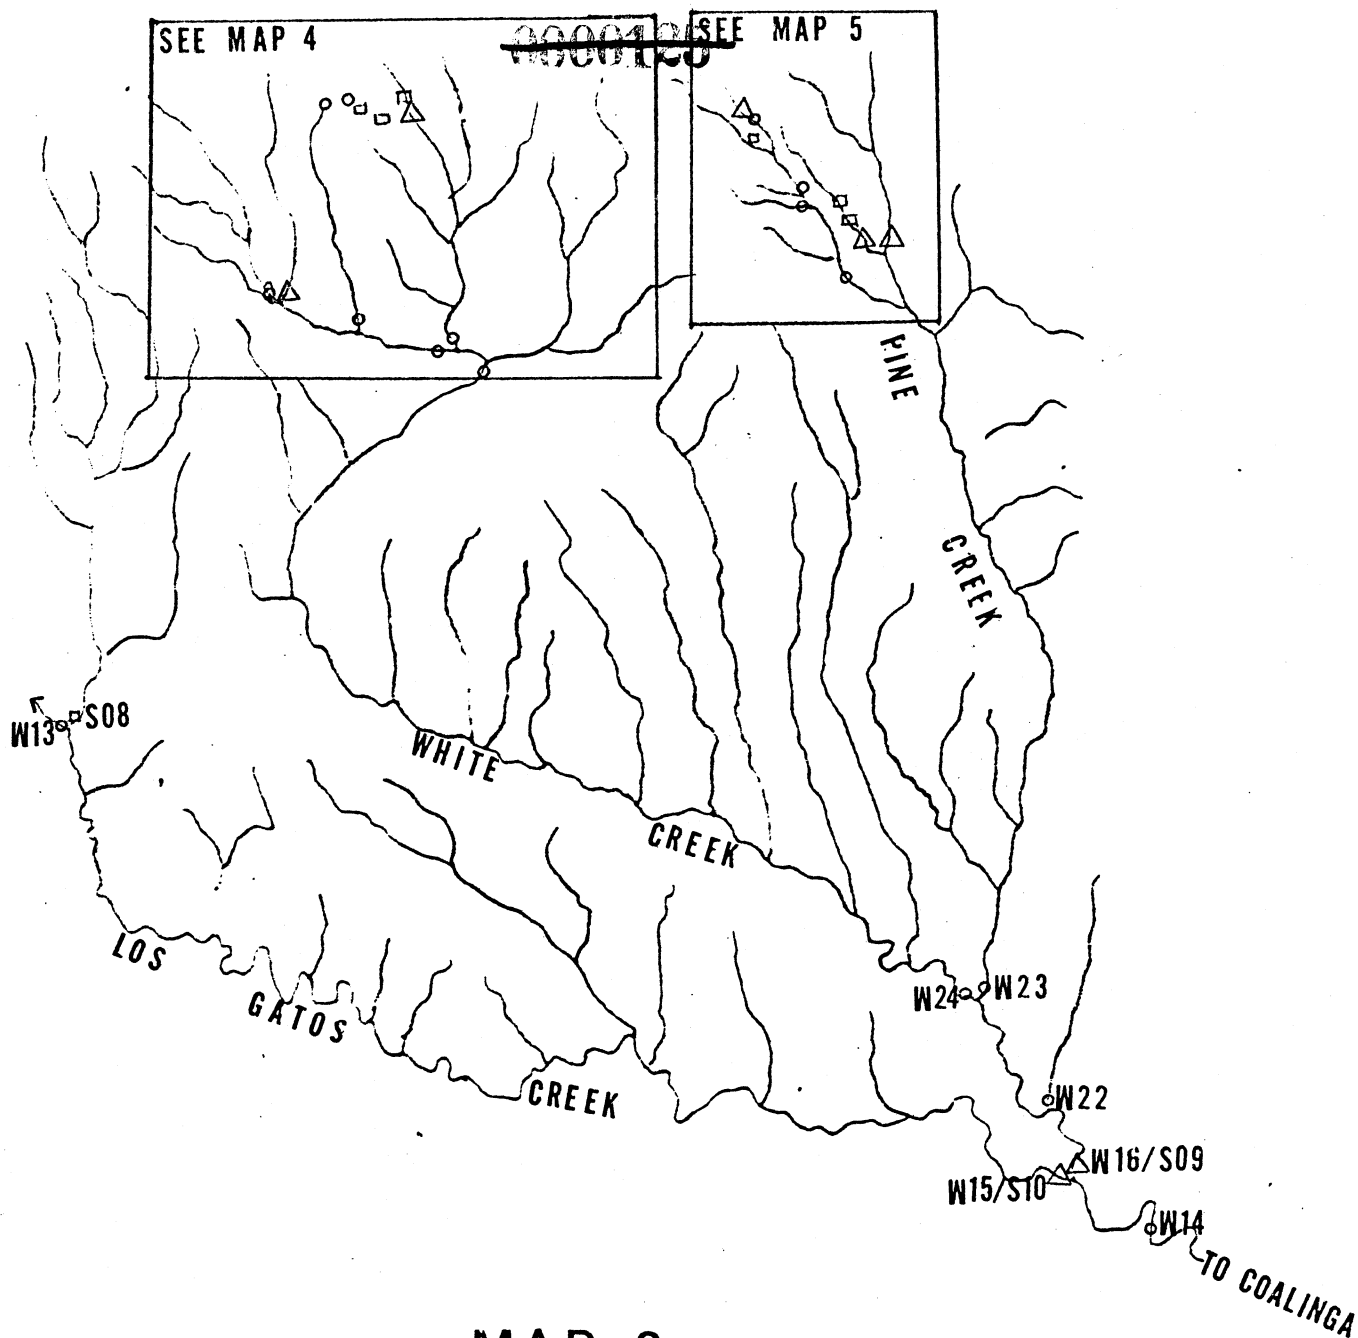 SEE MAP 4
0000125
SEE MAP 5
PINE
CREEK
S08
W13
WHITE
CREEK
LOS
GATOS
CREEK
W24
W23
W22
W16/S09
W15/S10
W14
TO COALINGA